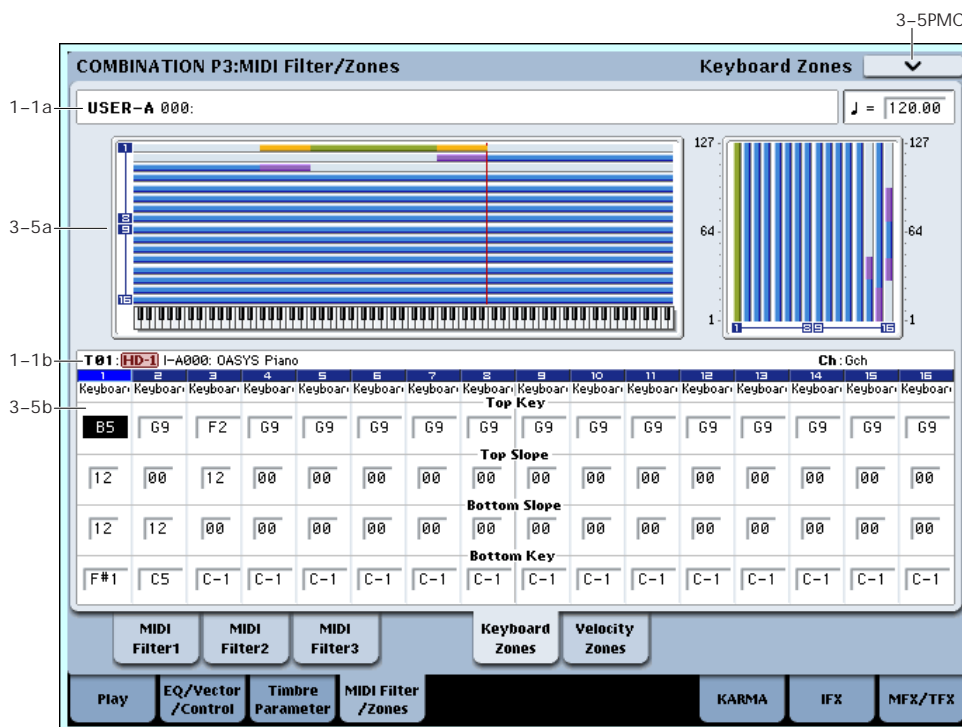 3–5PMC
COMBINATION P3:MIDI Filter/Zones Keyboard Zones
1–1a
USER-A 000: ♩ = 120.00
1 127 127
3–5a
8 64 64
9
16 1 1
1 8 9 16
1–1b
T01: HD-1 I-A000: OASYS Piano Ch:Gch
1 2 3 4 5 6 7 8 9 10 11 12 13 14 15 16
Keyboar Keyboar Keyboar Keyboar Keyboar Keyboar Keyboar Keyboar Keyboar Keyboar Keyboar Keyboar Keyboar Keyboar Keyboar Keyboar
3–5b
Top Key
B5 G9 F2 G9 G9 G9 G9 G9 G9 G9 G9 G9 G9 G9 G9 G9
Top Slope
12 00 12 00 00 00 00 00 00 00 00 00 00 00 00 00
Bottom Slope
12 12 00 00 00 00 00 00 00 00 00 00 00 00 00 00
Bottom Key
F#1 C5 C-1 C-1 C-1 C-1 C-1 C-1 C-1 C-1 C-1 C-1 C-1 C-1 C-1 C-1
MIDI Filter1 MIDI Filter2 MIDI Filter3 Keyboard Zones Velocity Zones
Play EQ/Vector /Control Timbre Parameter MIDI Filter /Zones KARMA IFX MFX/TFX